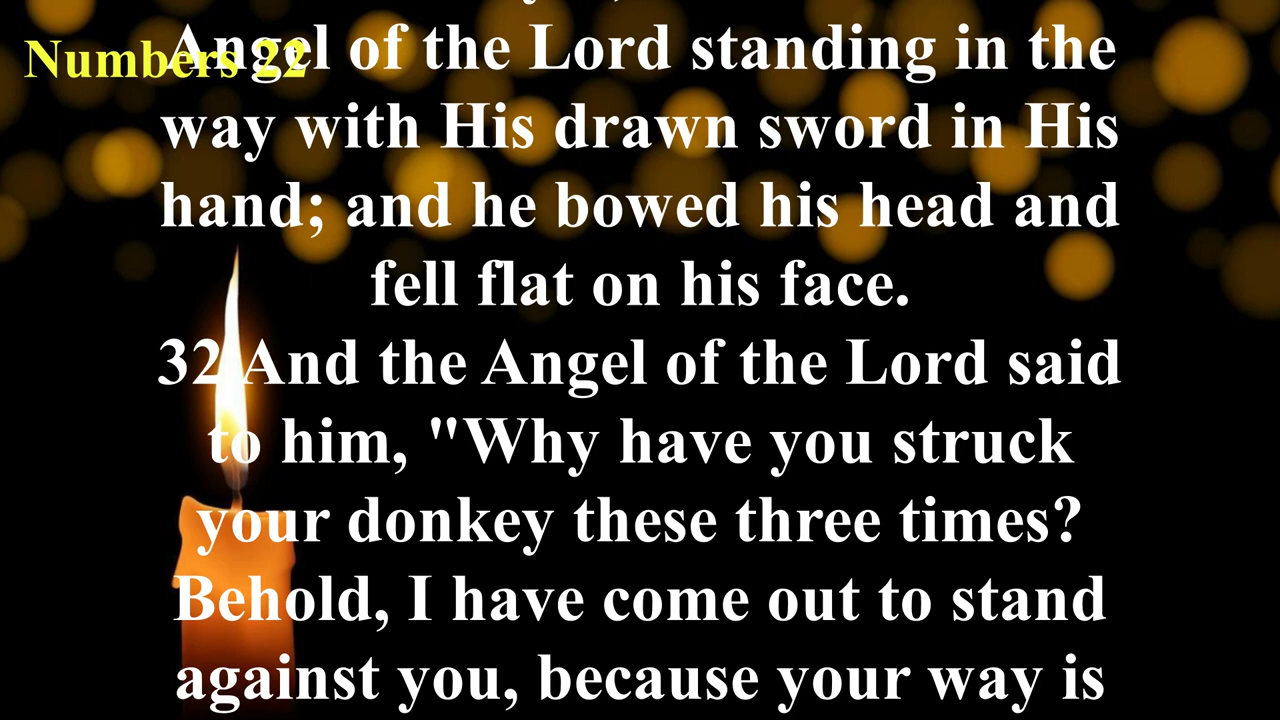 Numbers 22
Angel of the Lord standing in the
way with His drawn sword in His
hand; and he bowed his head and
fell flat on his face.
32 And the Angel of the Lord said
to him, "Why have you struck
your donkey these three times?
Behold, I have come out to stand
against you, because your way is